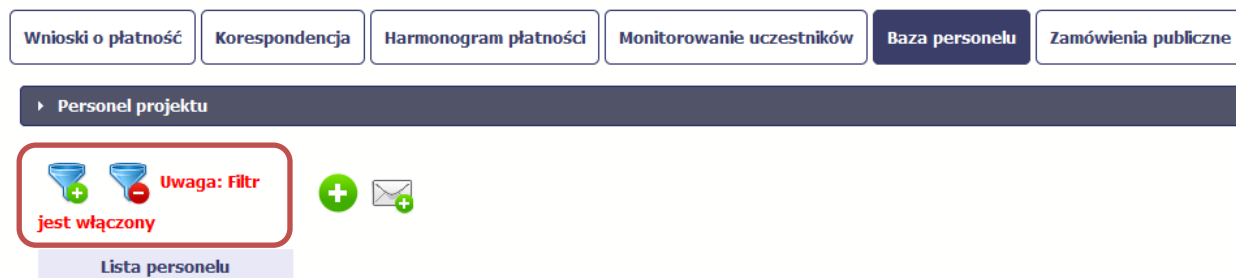 Wnioski o płatność Korespondencja Harmonogram płatności Monitorowanie uczestników Baza personelu Zamówienia publiczne
Personel projektu
Uwaga: Filtr
jest włączony
Lista personelu